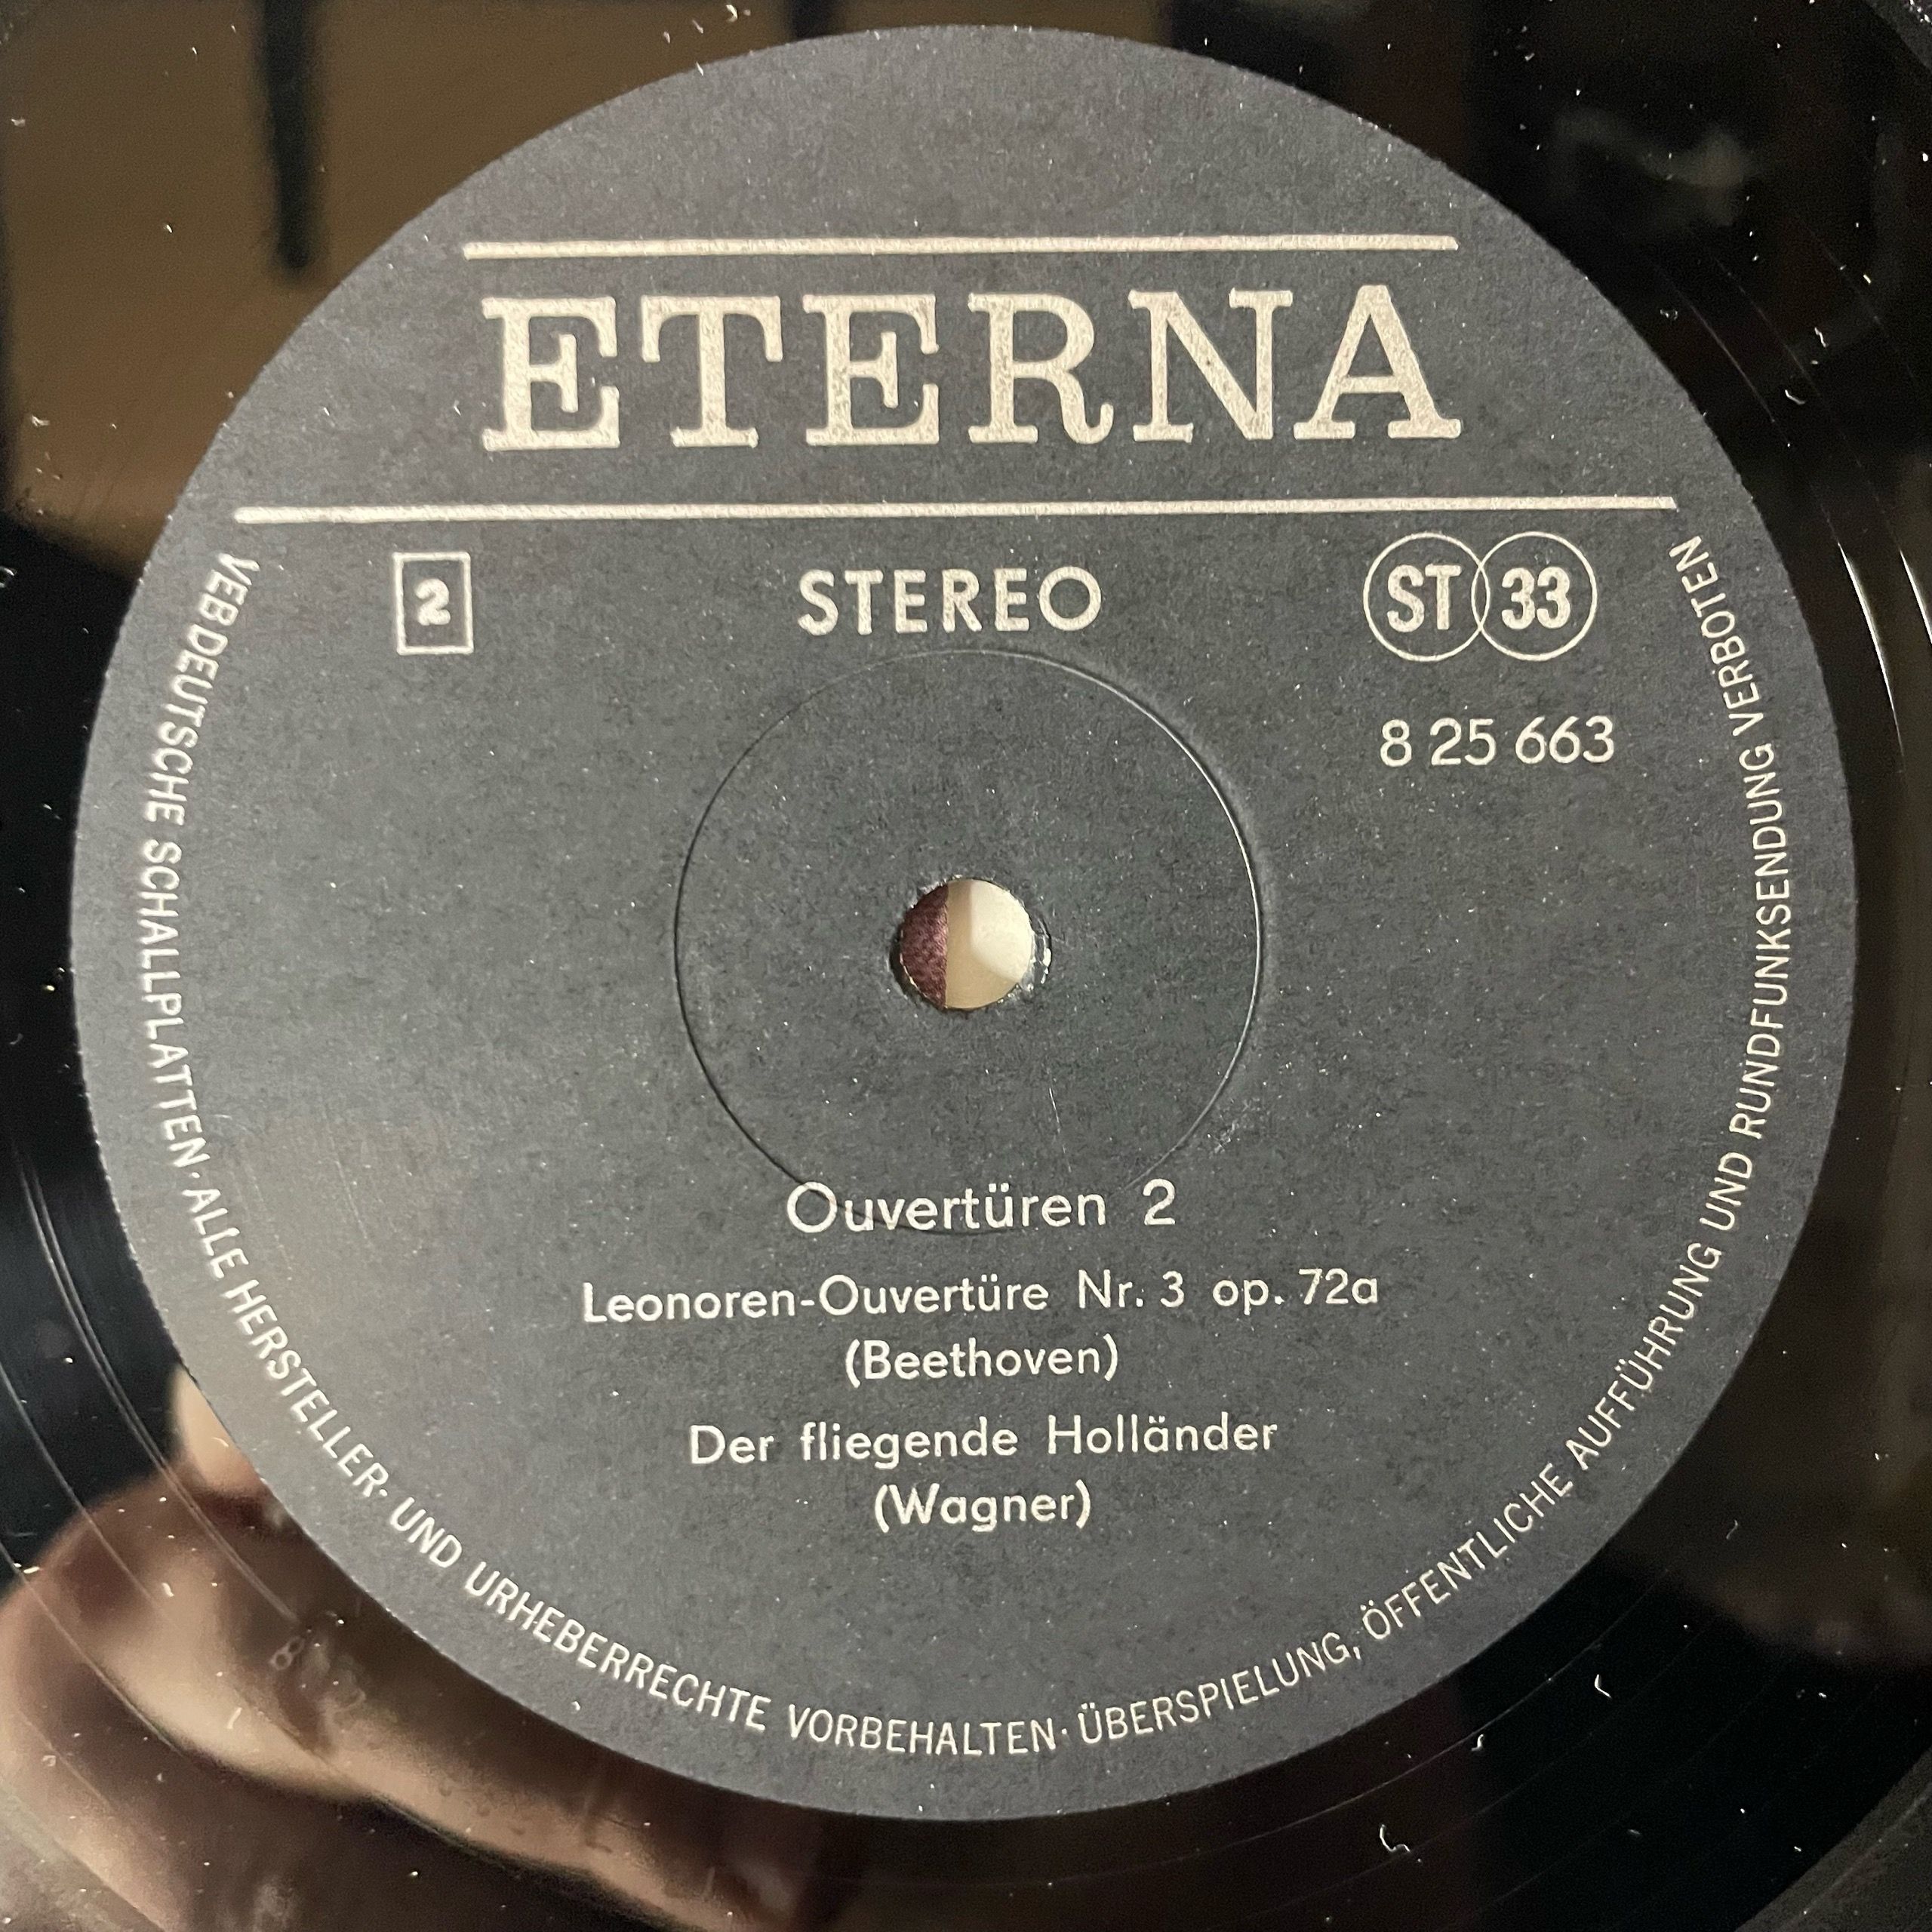 ETERNA
2 STEREO ST 33
8 25 663
Ouvertüren 2
Leonoren-Ouvertüre Nr. 3 op. 72a
(Beethoven)
Der fliegende Holländer
(Wagner)
VEB DEUTSCHE SCHALLPLATTEN · ALLE HERSTELLER- UND URHEBERRECHTE VORBEHALTEN · ÜBERSPIELUNG, ÖFFENTLICHE AUFFÜHRUNG UND RUNDFUNKSENDUNG VERBOTEN